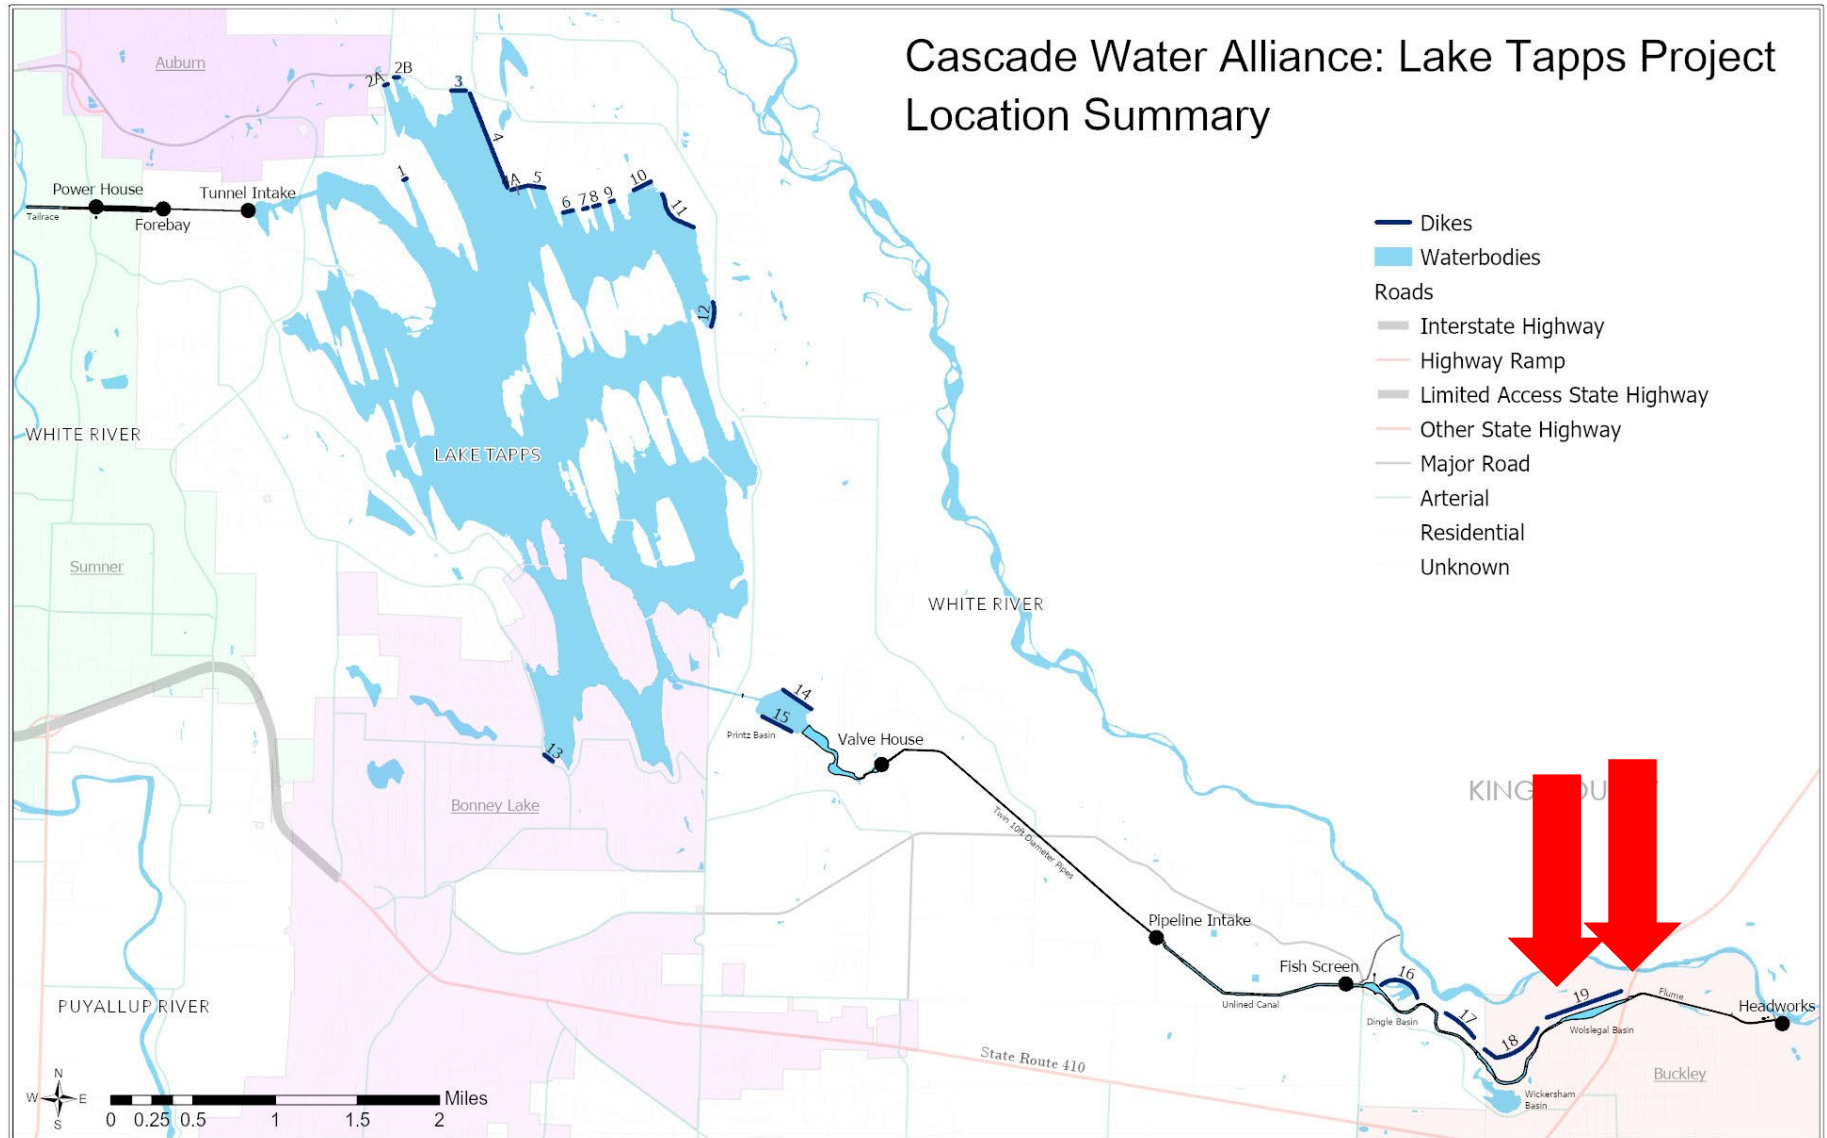 Cascade Water Alliance: Lake Tapps Project
Location Summary
Auburn
2A
2B
3
4
1
4A
5
6
7
8
9
10
11
12
Power House
Tunnel Intake
Tailrace
Forebay
Dikes
Waterbodies
Roads
Interstate Highway
Highway Ramp
Limited Access State Highway
Other State Highway
Major Road
Arterial
Residential
Unknown
WHITE RIVER
LAKE TAPPS
Sumner
WHITE RIVER
14
15
Printz Basin
Valve House
13
Bonney Lake
Twin 10ft Diameter Pipes
KING
Pipeline Intake
Fish Screen
16
Unlined Canal
Dingle Basin
17
18
19
Wolslegal Basin
Flume
Headworks
PUYALLUP RIVER
State Route 410
Buckley
Wickersham
Basin
N
W E
S
0 0.25 0.5 1 1.5 2
Miles